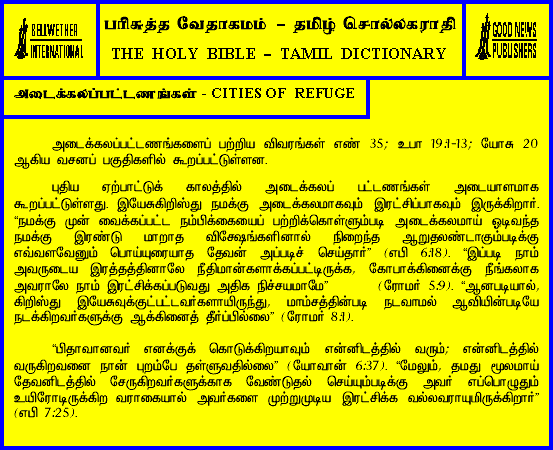 BELLWETHER
INTERNATIONAL
பரிசுத்த வேதாகமம் – தமிழ் சொல்லகராதி
THE HOLY BIBLE – TAMIL DICTIONARY
GOOD NEWS
PUBLISHERS
அடைக்கலப்பட்டணங்கள் - CITIES OF REFUGE
அடைக்கலப்பட்டணங்களைப் பற்றிய விவரங்கள் எண் 35; உபா 19:1-13; யோசு 20
ஆகிய வசனப் பகுதிகளில் கூறப்பட்டுள்ளன.
புதிய ஏற்பாட்டுக் காலத்தில் அடைக்கலப் பட்டணங்கள் அடையாளமாக
கூறப்பட்டுள்ளது. இயேசுகிறிஸ்து நமக்கு அடைக்கலமாகவும் இரட்சிப்பாகவும் இருக்கிறார்.
“நமக்கு முன் வைக்கப்பட்ட நம்பிக்கையைப் பற்றிக்கொள்ளும்படி அடைக்கலமாய் ஓடிவந்த
நமக்கு இரண்டு மாறாத விசேஷங்களினால் நிறைந்த ஆறுதலுண்டாகும்படிக்கு
எவ்வளவேனும் பொய்யுரையாத தேவன் அப்படிச் செய்தார்” (எபி 6:18). “இப்படி நாம்
அவருடைய இரத்தத்தினாலே நீதிமான்களாக்கப்பட்டிருக்க, கோபாக்கினைக்கு நீங்கலாக
அவராலே நாம் இரட்சிக்கப்படுவது அதிக நிச்சயமாமே” (ரோமர் 5:9). “ஆனபடியால்,
கிறிஸ்து இயேசுவுக்குட்பட்டவர்களாயிருந்து, மாம்சத்தின்படி நடவாமல் ஆவியின்படியே
நடக்கிறவர்களுக்கு ஆக்கினைத் தீர்ப்பில்லை” (ரோமர் 8:1).
“பிதாவானவர் எனக்குக் கொடுக்கிறயாவும் என்னிடத்தில் வரும்; என்னிடத்தில்
வருகிறவனை நான் புறம்பே தள்ளுவதில்லை” (யோவான் 6:37). “மேலும், தமது மூலமாய்
தேவனிடத்தில் சேருகிறவர்களுக்காக வேண்டுதல் செய்யும்படிக்கு அவர் எப்பொழுதும்
உயிரோடிருக்கிற வராகையால் அவர்களை முற்றுமுடிய இரட்சிக்க வல்லவராயுமிருக்கிறார்”
(எபி 7:25).